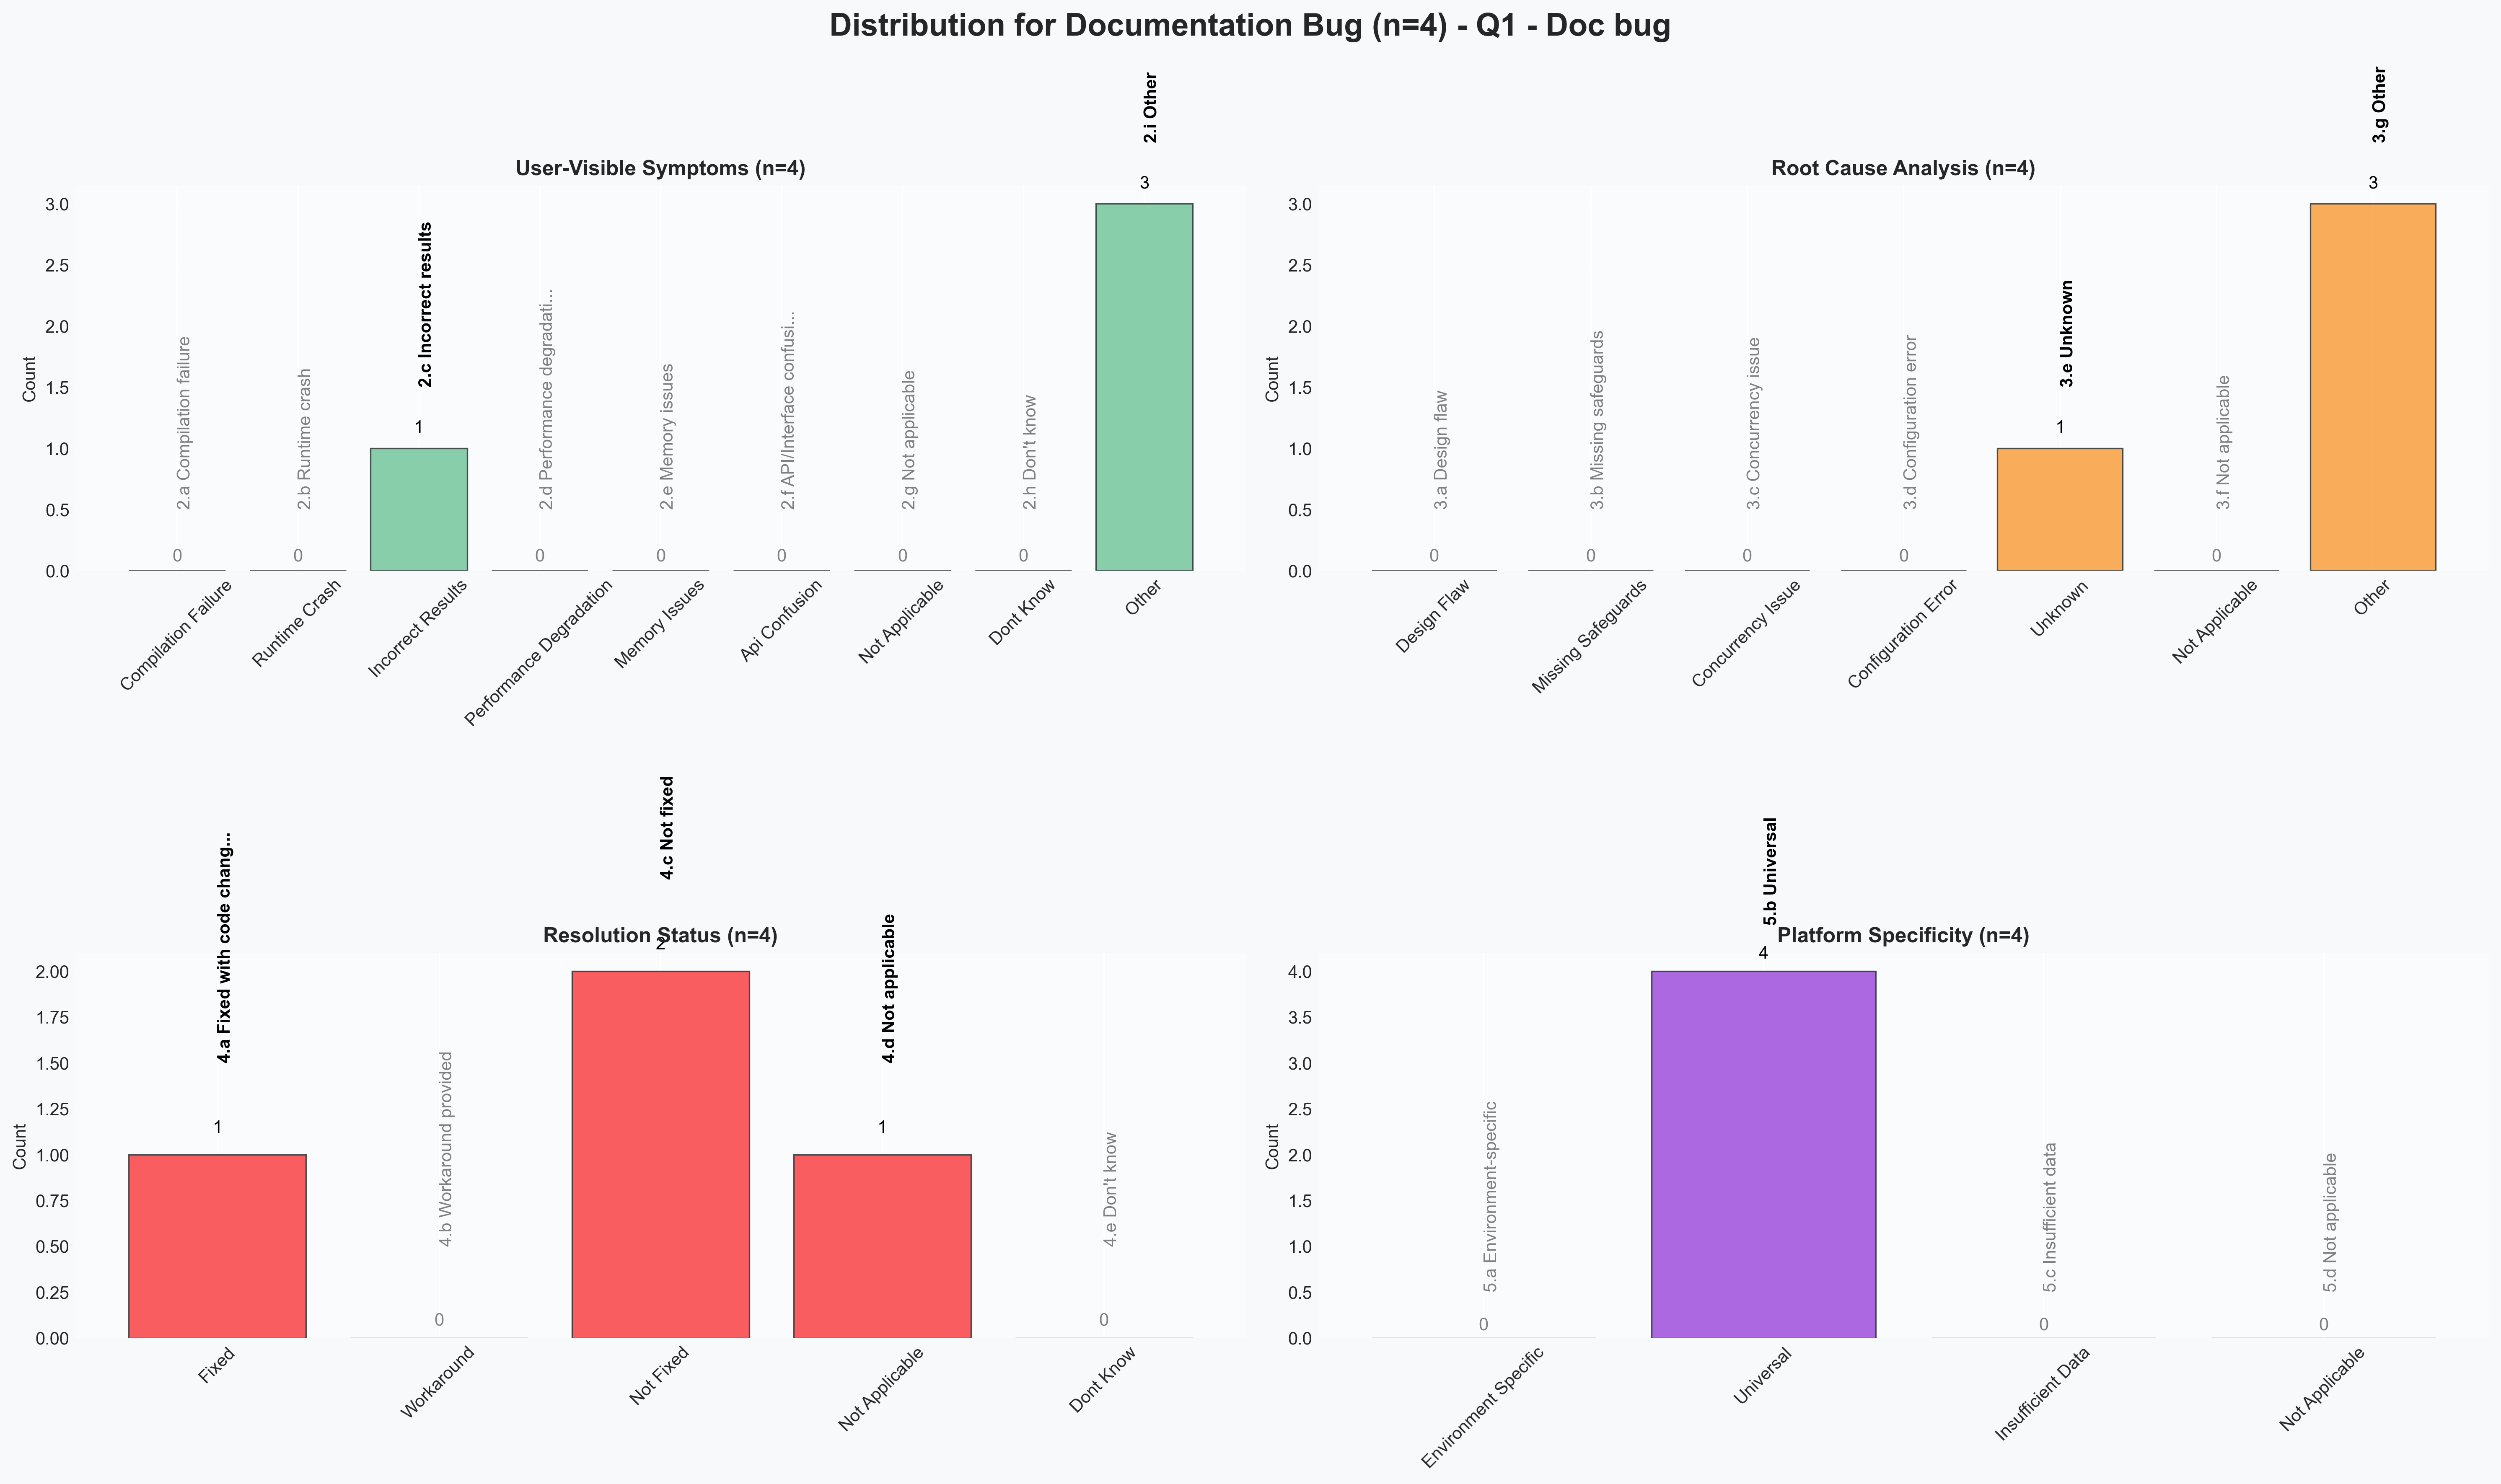 Distribution for Documentation Bug (n=4) - Q1 - Doc bug
User-Visible Symptoms (n=4)
Count
3.0
2.5
2.0
1.5
1.0
0.5
0.0
2.a Compilation failure
0
2.b Runtime crash
0
2.c Incorrect results
1
2.d Performance degradati...
0
2.e Memory issues
0
2.f API/Interface confusi...
0
2.g Not applicable
0
2.h Don't know
0
2.i Other
3
Compilation Failure
Runtime Crash
Incorrect Results
Performance Degradation
Memory Issues
Api Confusion
Not Applicable
Dont Know
Other
Root Cause Analysis (n=4)
Count
3.0
2.5
2.0
1.5
1.0
0.5
0.0
3.a Design flaw
0
3.b Missing safeguards
0
3.c Concurrency issue
0
3.d Configuration error
0
3.e Unknown
1
3.f Not applicable
0
3.g Other
3
Design Flaw
Missing Safeguards
Concurrency Issue
Configuration Error
Unknown
Not Applicable
Other
Resolution Status (n=4)
Count
2.00
1.75
1.50
1.25
1.00
0.75
0.50
0.25
0.00
4.a Fixed with code chang...
1
4.b Workaround provided
0
4.c Not fixed
2
4.d Not applicable
1
4.e Don't know
0
Fixed
Workaround
Not Fixed
Not Applicable
Dont Know
Platform Specificity (n=4)
Count
4.0
3.5
3.0
2.5
2.0
1.5
1.0
0.5
0.0
5.a Environment-specific
0
5.b Universal
4
5.c Insufficient data
0
5.d Not applicable
0
Environment Specific
Universal
Insufficient Data
Not Applicable